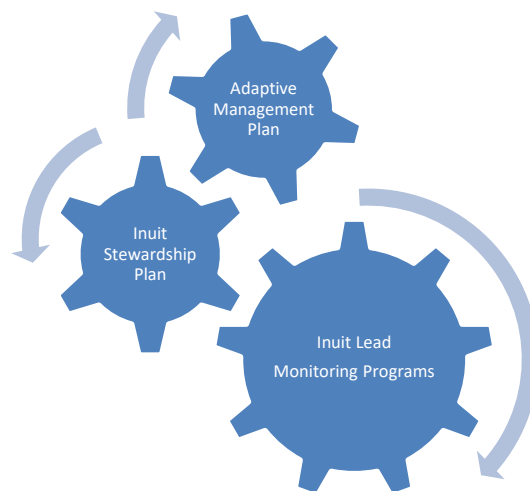 Adaptive
Management
Plan
Inuit
Stewardship
Plan
Inuit Lead
Monitoring Programs